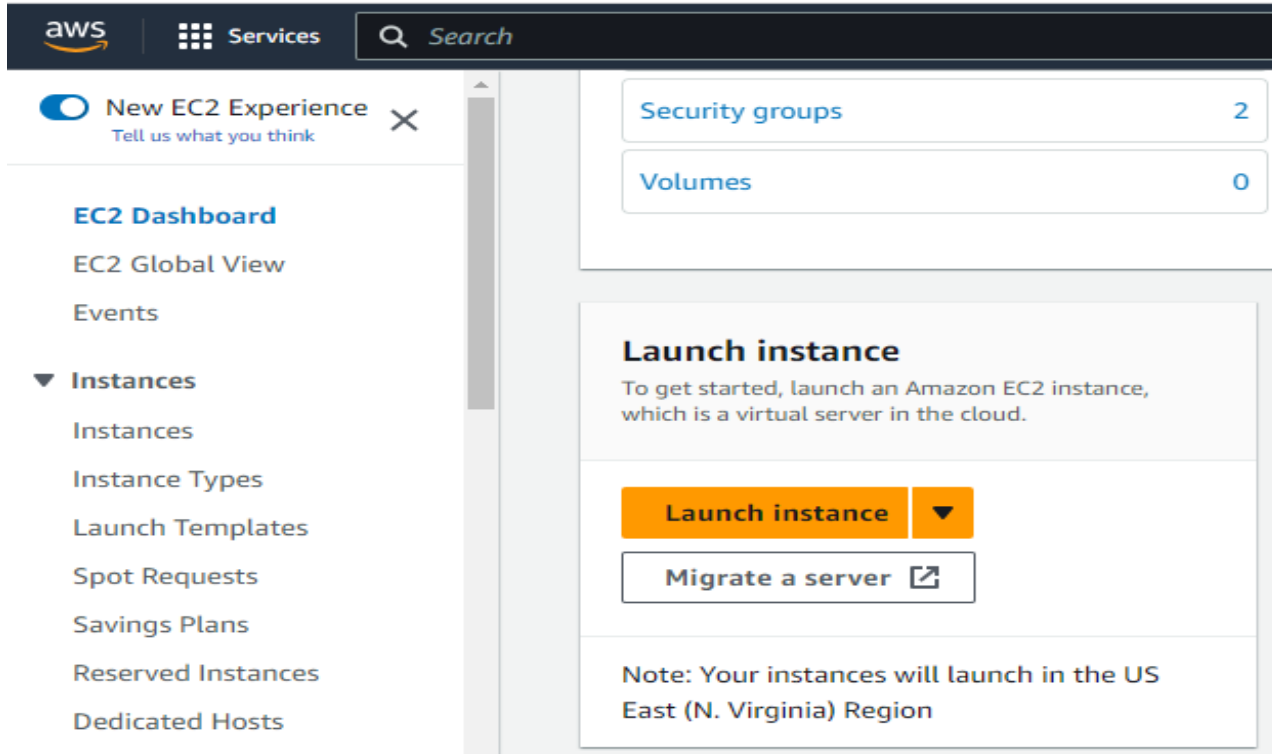 aws
Services
Search
New EC2 Experience
Tell us what you think
EC2 Dashboard
EC2 Global View
Events
Instances
Instances
Instance Types
Launch Templates
Spot Requests
Savings Plans
Reserved Instances
Dedicated Hosts
Security groups 2
Volumes 0
Launch instance
To get started, launch an Amazon EC2 instance,
which is a virtual server in the cloud.
Launch instance
Migrate a server
Note: Your instances will launch in the US
East (N. Virginia) Region